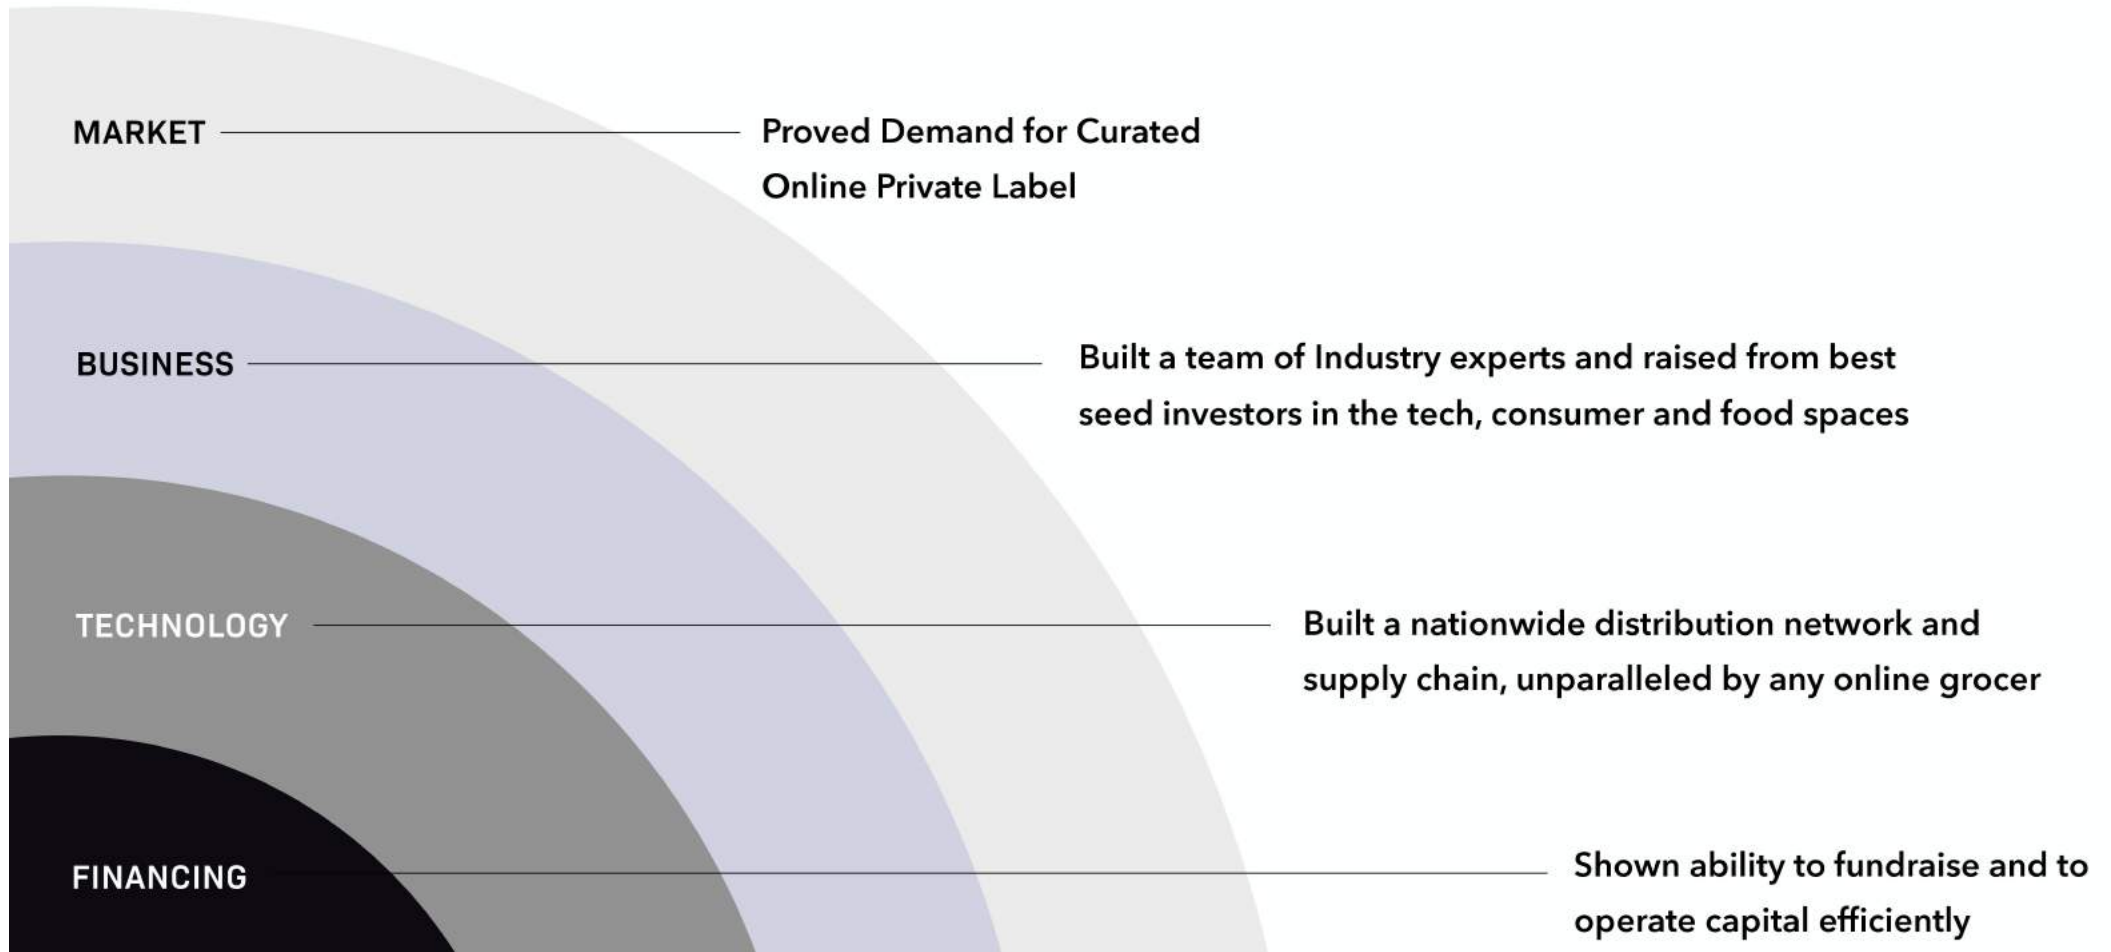 MARKET
Proved Demand for Curated
Online Private Label
BUSINESS
Built a team of Industry experts and raised from best
seed investors in the tech, consumer and food spaces
TECHNOLOGY
Built a nationwide distribution network and
supply chain, unparalleled by any online grocer
FINANCING
Shown ability to fundraise and to
operate capital efficiently